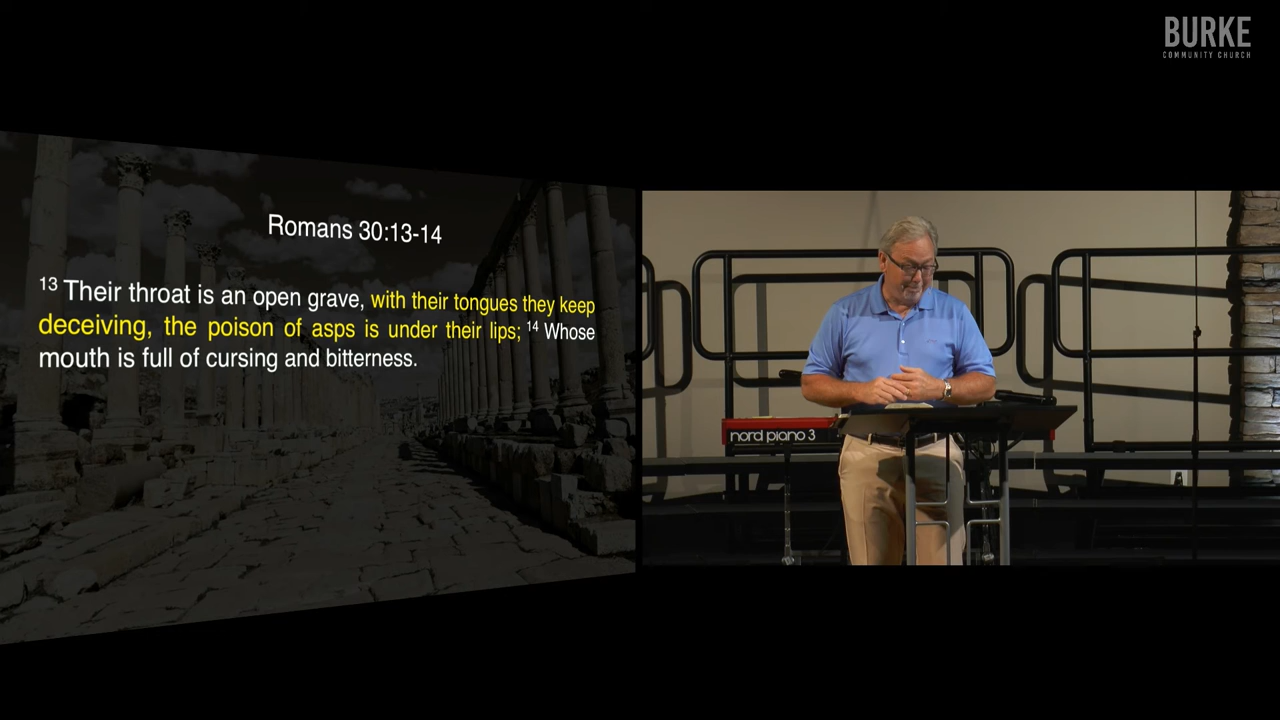 BURKE
COMMUNITY CHURCH
Romans 30:13-14
13 Their throat is an open grave, with their tongues they keep
deceiving, the poison of asps is under their lips; 14 Whose
mouth is full of cursing and bitterness.
nord piano 3